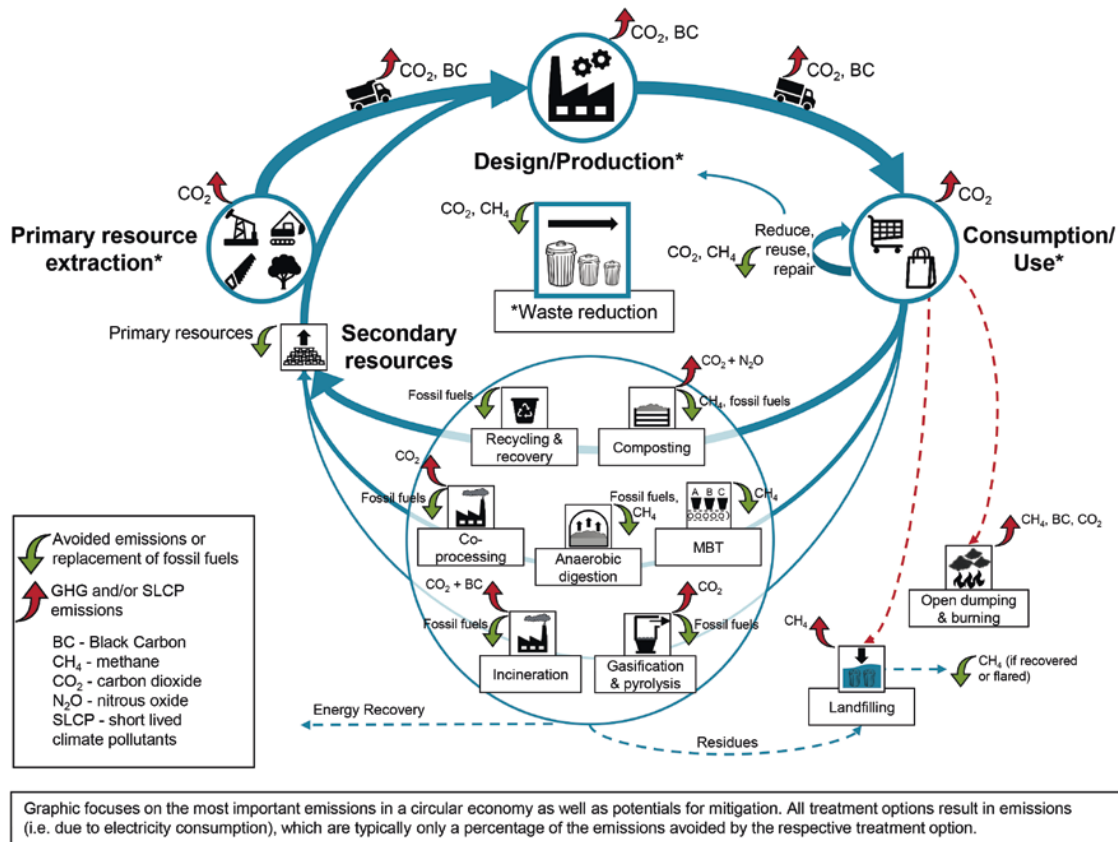 CO₂, BC
CO₂, BC
CO₂, BC
Design/Production*
CO₂
Primary resource
extraction*
CO₂, CH₄
*Waste reduction
Reduce,
reuse,
repair
CO₂, CH₄
CO₂
Consumption/
Use*
Primary resources
Secondary
resources
Fossil fuels
Recycling &
recovery
CO₂ + N₂O
CH₄, fossil fuels
Composting
CO₂
Fossil fuels
Co-
processing
Fossil fuels,
CH₄
Anaerobic
digestion
A B C
CH₄
MBT
CO₂ + BC
Fossil fuels
Incineration
CO₂
Fossil fuels
Gasification
& pyrolysis
CH₄, BC, CO₂
Open dumping
& burning
CH₄
Landfilling
CH₄ (if recovered
or flared)
Energy Recovery
Residues
Avoided emissions or
replacement of fossil fuels
GHG and/or SLCP
emissions
BC - Black Carbon
CH₄ - methane
CO₂ - carbon dioxide
N₂O - nitrous oxide
SLCP - short lived
climate pollutants
Graphic focuses on the most important emissions in a circular economy as well as potentials for mitigation. All treatment options result in emissions
(i.e. due to electricity consumption), which are typically only a percentage of the emissions avoided by the respective treatment option.